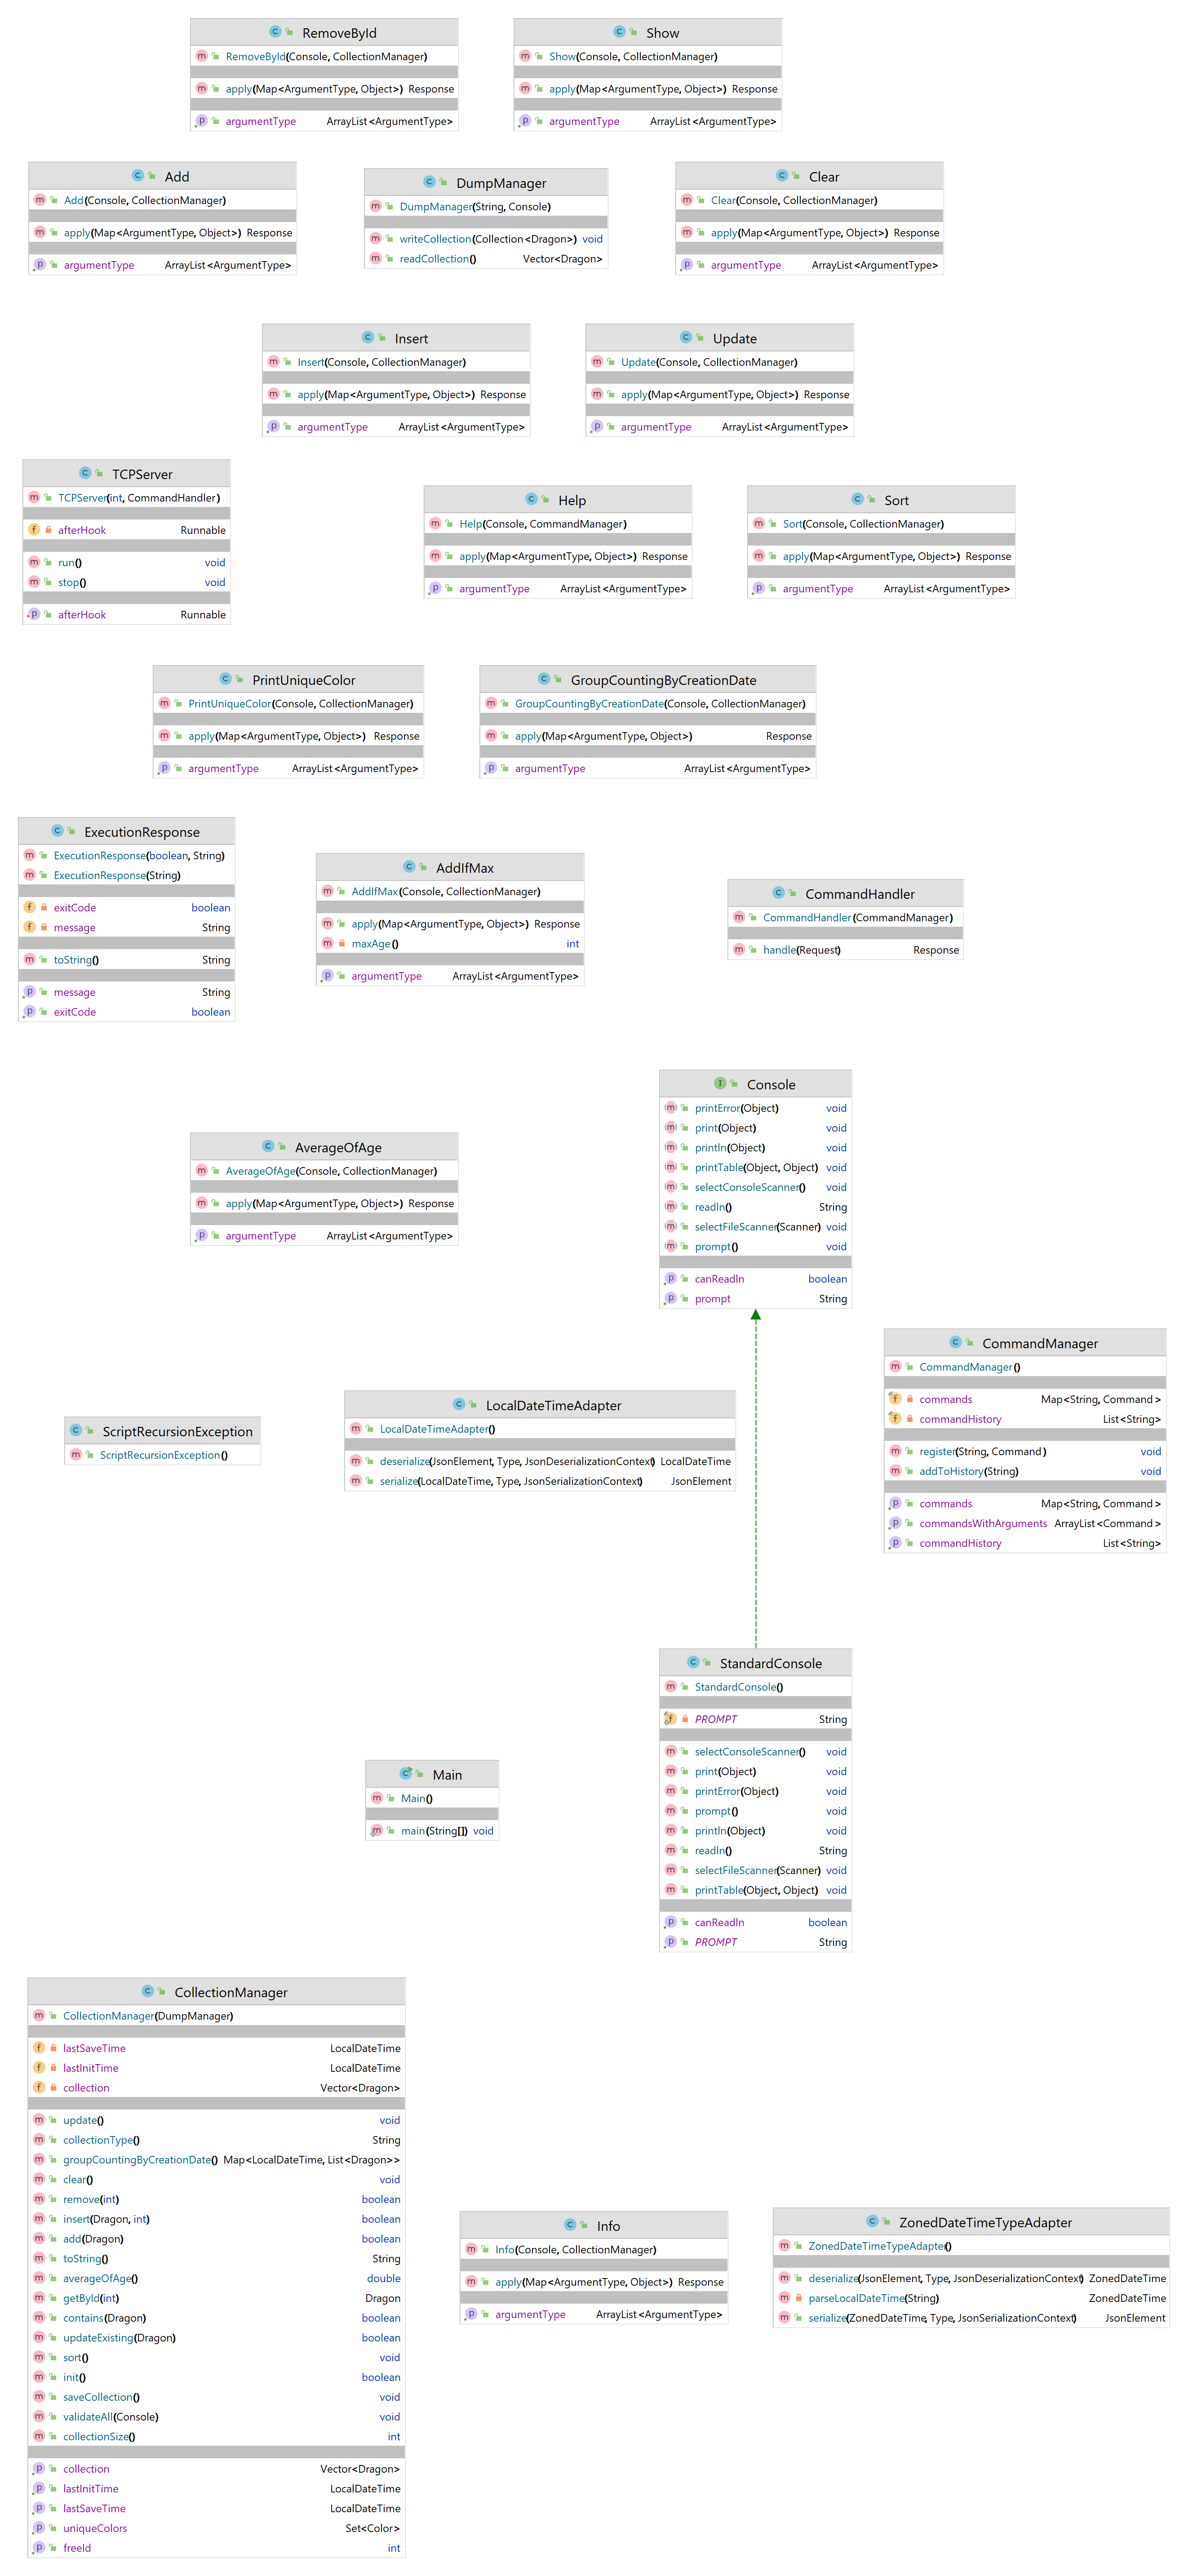 RemoveById
RemoveById(Console, CollectionManager)
apply(Map<ArgumentType, Object>) Response
argumentType ArrayList<ArgumentType>
Show
Show(Console, CollectionManager)
apply(Map<ArgumentType, Object>) Response
argumentType ArrayList<ArgumentType>
Add
Add(Console, CollectionManager)
apply(Map<ArgumentType, Object>) Response
argumentType ArrayList<ArgumentType>
DumpManager
DumpManager(String, Console)
writeCollection(Collection<Dragon>) void
readCollection() Vector<Dragon>
Clear
Clear(Console, CollectionManager)
apply(Map<ArgumentType, Object>) Response
argumentType ArrayList<ArgumentType>
Insert
Insert(Console, CollectionManager)
apply(Map<ArgumentType, Object>) Response
argumentType ArrayList<ArgumentType>
Update
Update(Console, CollectionManager)
apply(Map<ArgumentType, Object>) Response
argumentType ArrayList<ArgumentType>
TCPServer
TCPServer(int, CommandHandler)
afterHook Runnable
run() void
stop() void
afterHook Runnable
Help
Help(Console, CommandManager)
apply(Map<ArgumentType, Object>) Response
argumentType ArrayList<ArgumentType>
Sort
Sort(Console, CollectionManager)
apply(Map<ArgumentType, Object>) Response
argumentType ArrayList<ArgumentType>
PrintUniqueColor
PrintUniqueColor(Console, CollectionManager)
apply(Map<ArgumentType, Object>) Response
argumentType ArrayList<ArgumentType>
GroupCountingByCreationDate
GroupCountingByCreationDate(Console, CollectionManager)
apply(Map<ArgumentType, Object>) Response
argumentType ArrayList<ArgumentType>
ExecutionResponse
ExecutionResponse(boolean, String)
ExecutionResponse(String)
exitCode boolean
message String
toString() String
message String
exitCode boolean
AddIfMax
AddIfMax(Console, CollectionManager)
apply(Map<ArgumentType, Object>) Response
maxAge() int
argumentType ArrayList<ArgumentType>
CommandHandler
CommandHandler(CommandManager)
handle(Request) Response
Console
printError(Object) void
print(Object) void
println(Object) void
printTable(Object, Object) void
selectConsoleScanner() void
readln() String
selectFileScanner(Scanner) void
prompt() void
canReadln boolean
prompt String
AverageOfAge
AverageOfAge(Console, CollectionManager)
apply(Map<ArgumentType, Object>) Response
argumentType ArrayList<ArgumentType>
CommandManager
CommandManager()
commands Map<String, Command>
commandHistory List<String>
register(String, Command) void
addToHistory(String) void
commands Map<String, Command>
commandsWithArguments ArrayList<Command>
commandHistory List<String>
LocalDateTimeAdapter
LocalDateTimeAdapter()
deserialize(JsonElement, Type, JsonDeserializationContext) LocalDateTime
serialize(LocalDateTime, Type, JsonSerializationContext) JsonElement
ScriptRecursionException
ScriptRecursionException()
StandardConsole
StandardConsole()
PROMPT String
selectConsoleScanner() void
print(Object) void
printError(Object) void
prompt() void
println(Object) void
readln() String
selectFileScanner(Scanner) void
printTable(Object, Object) void
canReadln boolean
PROMPT String
Main
Main()
main(String[]) void
CollectionManager
CollectionManager(DumpManager)
lastSaveTime LocalDateTime
lastInitTime LocalDateTime
collection Vector<Dragon>
update() void
collectionType() String
groupCountingByCreationDate() Map<LocalDateTime, List<Dragon>>
clear() void
remove(int) boolean
insert(Dragon, int) boolean
add(Dragon) boolean
toString() String
averageOfAge() double
getById(int) Dragon
contains(Dragon) boolean
updateExisting(Dragon) boolean
sort() void
init() boolean
saveCollection() void
validateAll(Console) void
collectionSize() int
collection Vector<Dragon>
lastInitTime LocalDateTime
lastSaveTime LocalDateTime
uniqueColors Set<Color>
freeId int
Info
Info(Console, CollectionManager)
apply(Map<ArgumentType, Object>) Response
argumentType ArrayList<ArgumentType>
ZonedDateTimeTypeAdapter
ZonedDateTimeTypeAdapter()
deserialize(JsonElement, Type, JsonDeserializationContext) ZonedDateTime
parseLocalDateTime(String) ZonedDateTime
serialize(ZonedDateTime, Type, JsonSerializationContext) JsonElement